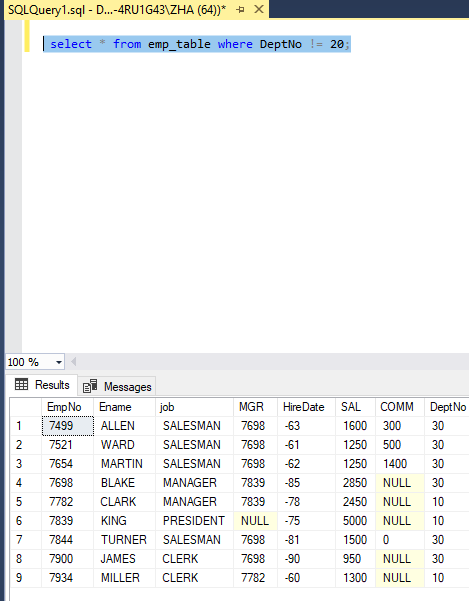 SQLQuery1.sql - D...-4RU1G43\ZHA (64))*
select * from emp_table where DeptNo != 20;
100 %
Results Messages
EmpNo Ename job MGR HireDate SAL COMM DeptNo
1 7499 ALLEN SALESMAN 7698 -63 1600 300 30
2 7521 WARD SALESMAN 7698 -61 1250 500 30
3 7654 MARTIN SALESMAN 7698 -62 1250 1400 30
4 7698 BLAKE MANAGER 7839 -85 2850 NULL 30
5 7782 CLARK MANAGER 7839 -78 2450 NULL 10
6 7839 KING PRESIDENT NULL -75 5000 NULL 10
7 7844 TURNER SALESMAN 7698 -81 1500 0 30
8 7900 JAMES CLERK 7698 -90 950 NULL 30
9 7934 MILLER CLERK 7782 -60 1300 NULL 10